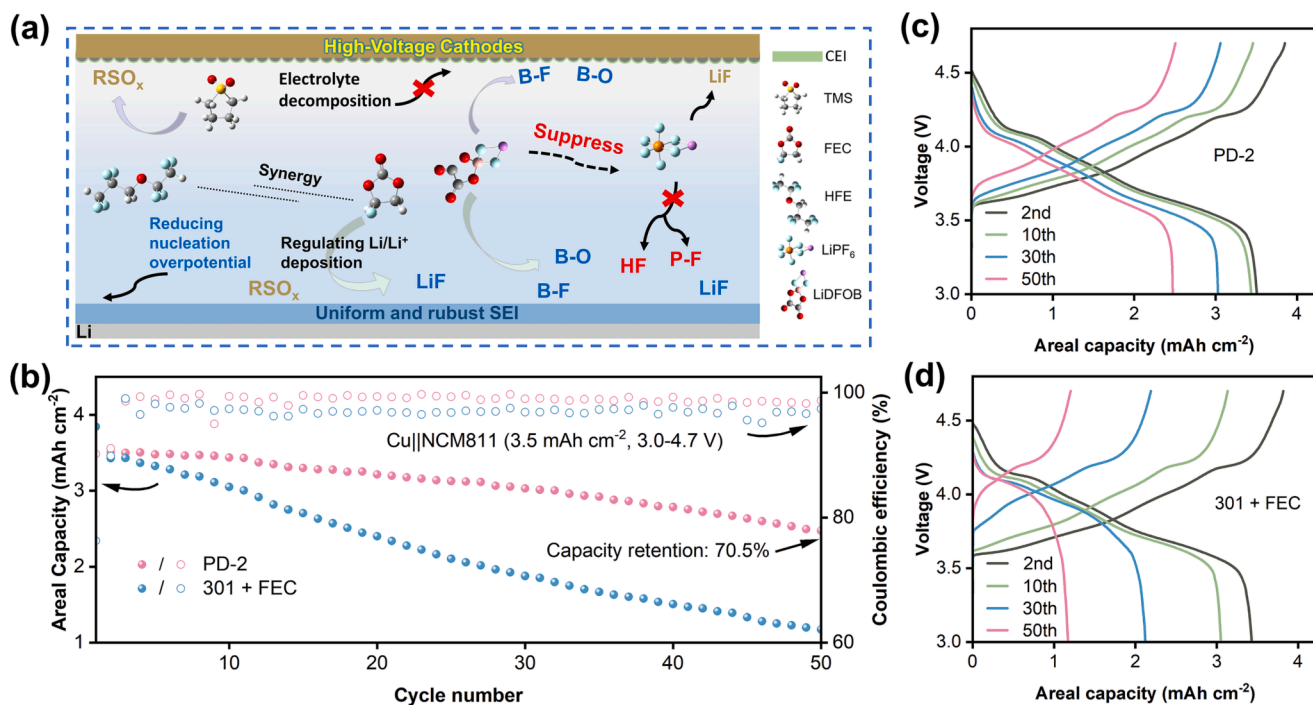 (a)
High-Voltage Cathodes
RSOₓ
Electrolyte
decomposition
B-F
B-O
LiF
Suppress
Synergy
Reducing
nucleation
overpotential
Regulating Li/Li⁺
deposition
RSOₓ
LiF
B-O
B-F
HF
P-F
LiF
Uniform and rubust SEI
Li
CEI
TMS
FEC
HFE
LiPF₆
LiDFOB
(b)
Areal Capacity (mAh cm⁻²)
4
3
2
1
Cu||NCM811 (3.5 mAh cm⁻², 3.0-4.7 V)
Capacity retention: 70.5%
/ PD-2
/ 301 + FEC
10
20
30
40
50
Cycle number
100
80
60
Coulombic efficiency (%)
(c)
Voltage (V)
4.5
4.0
3.5
3.0
PD-2
2nd
10th
30th
50th
0
1
2
3
4
Areal capacity (mAh cm⁻²)
(d)
Voltage (V)
4.5
4.0
3.5
3.0
301 + FEC
2nd
10th
30th
50th
0
1
2
3
4
Areal capacity (mAh cm⁻²)